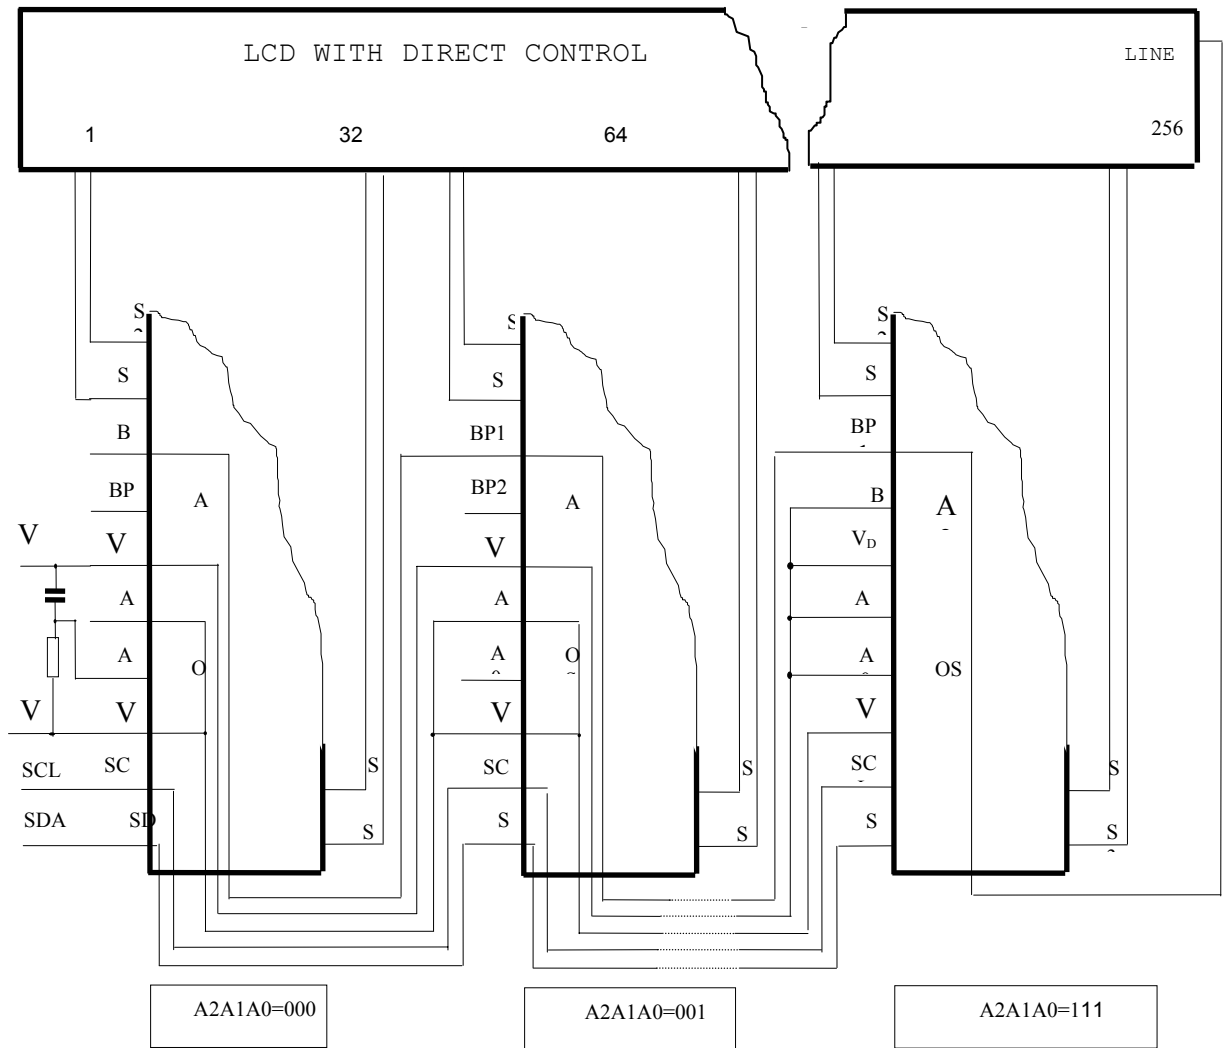 LCD WITH DIRECT CONTROL
LINE
1 32 64 256
S S S
S S S
B BP1 BP
BP A BP2 A B A
V V V V_D
A A A
A O A O A OS
V V V V
SCL SC S SC S SC S
SDA SD S S S S S
A2A1A0=000 A2A1A0=001 A2A1A0=111